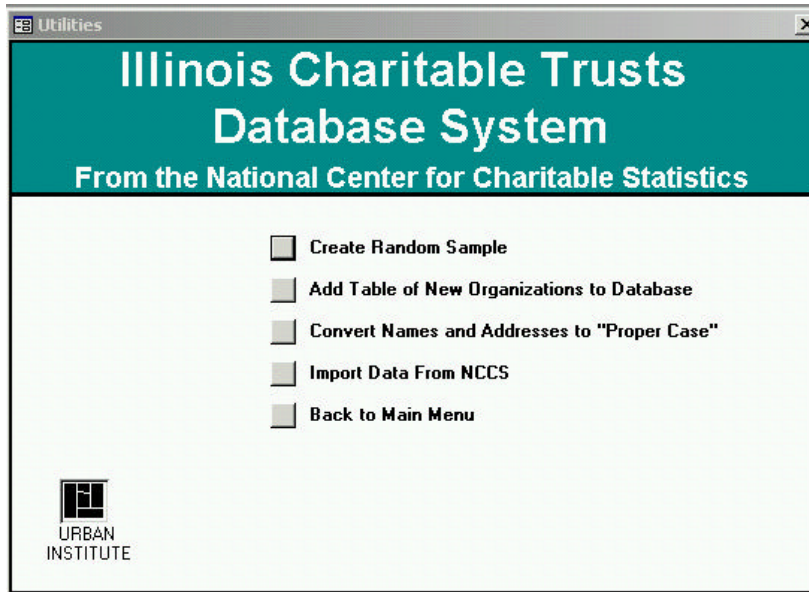 Utilities
Illinois Charitable Trusts
Database System
From the National Center for Charitable Statistics
Create Random Sample
Add Table of New Organizations to Database
Convert Names and Addresses to "Proper Case"
Import Data From NCCS
Back to Main Menu
URBAN
INSTITUTE